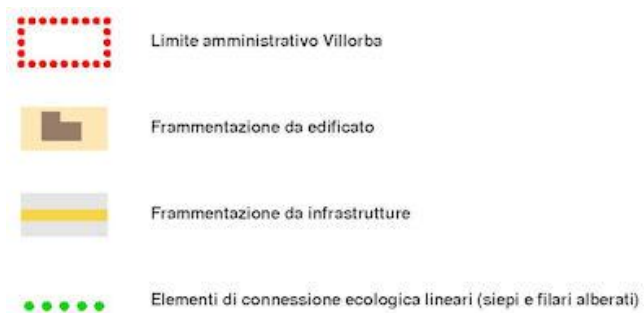 Limite amministrativo Villorba
Frammentazione da edificato
Frammentazione da infrastrutture
Elementi di connessione ecologica lineari (siepi e filari alberati)